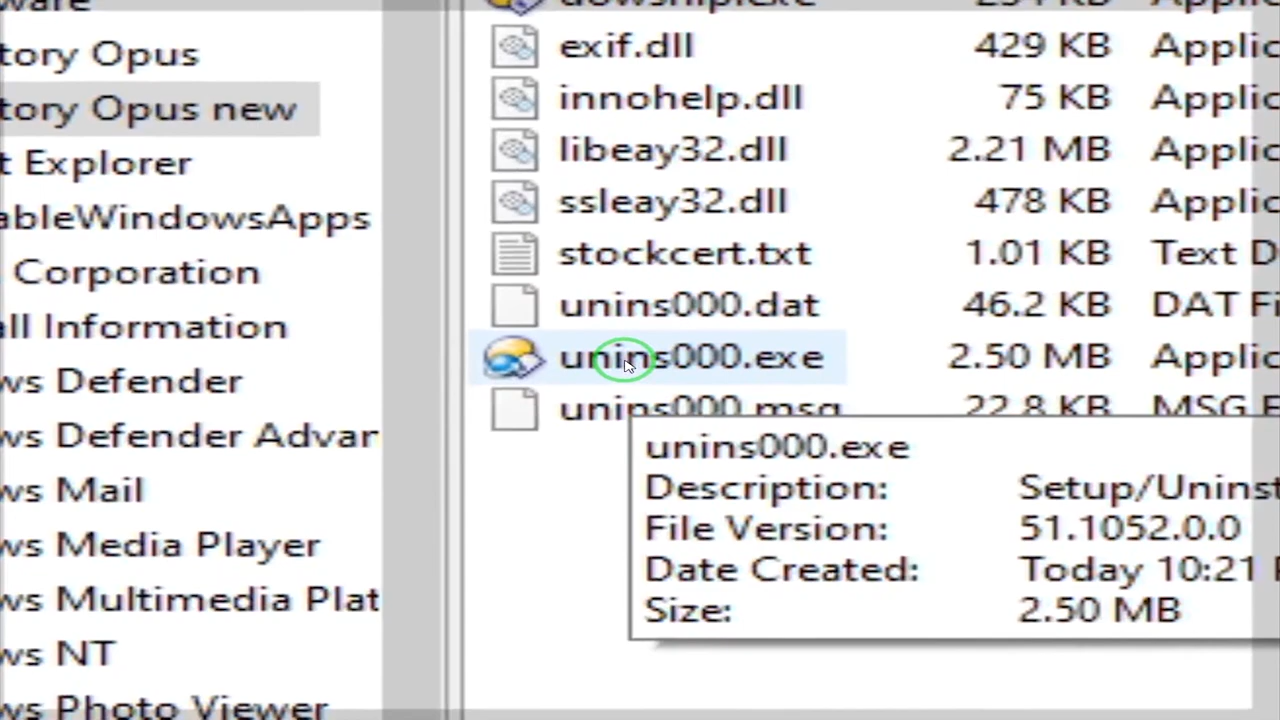 ware
tory Opus
tory Opus new
t Explorer
ableWindowsApps
Corporation
all Information
ws Defender
ws Defender Advar
ws Mail
ws Media Player
ws Multimedia Plat
ws NT
ws Photo Viewer
exif.dll 429 KB Applic
innohelp.dll 75 KB Applic
libeay32.dll 2.21 MB Applic
ssleay32.dll 478 KB Applic
stockcert.txt 1.01 KB Text D
unins000.dat 46.2 KB DAT Fi
unins000.exe 2.50 MB Applic
unins000.msg 22.8 KB MSG F
unins000.exe
Description: Setup/Uninst
File Version: 51.1052.0.0
Date Created: Today 10:21
Size: 2.50 MB